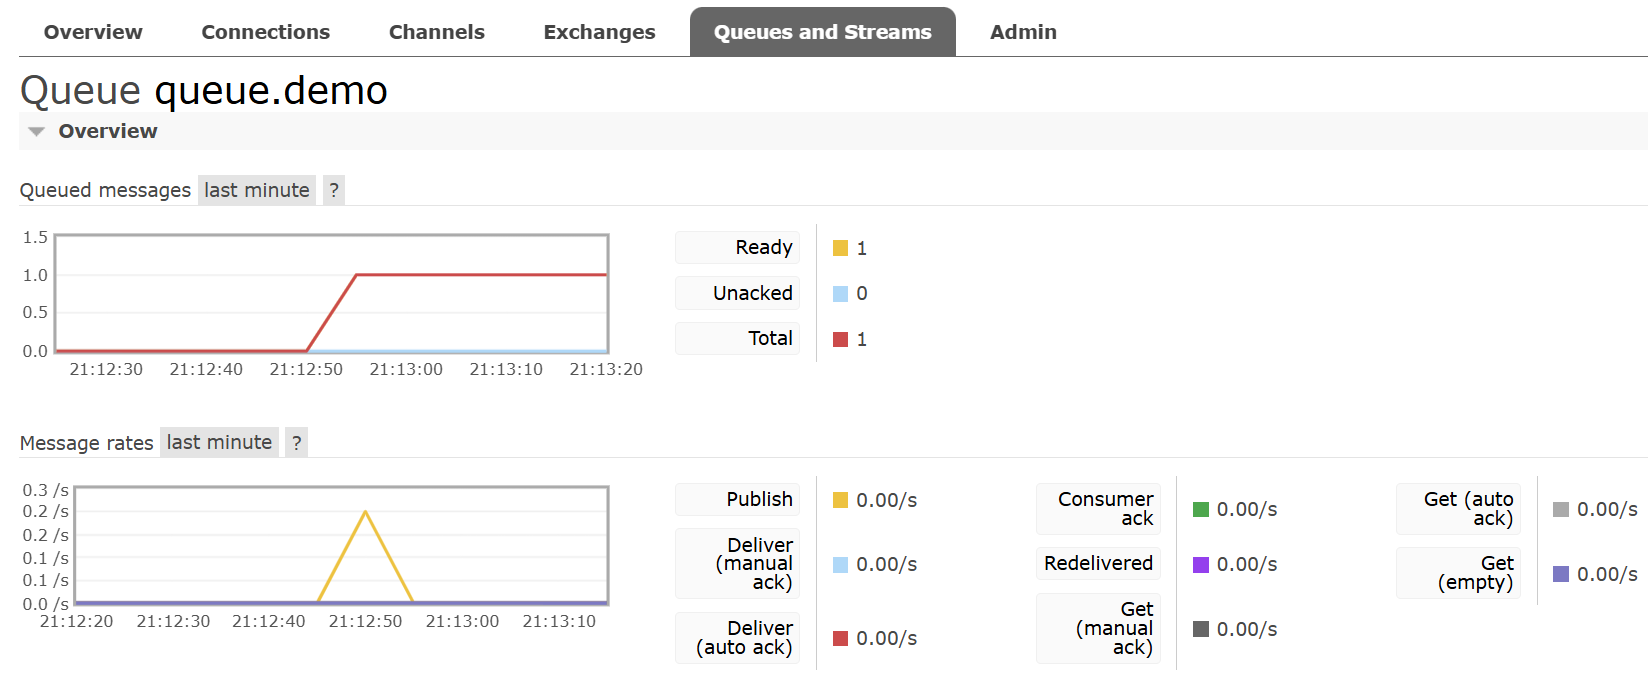 Overview Connections Channels Exchanges Queues and Streams Admin
Queue queue.demo
Overview
Queued messages last minute ?
1.5
1.0
0.5
0.0
21:12:30 21:12:40 21:12:50 21:13:00 21:13:10 21:13:20
Ready 1
Unacked 0
Total 1
Message rates last minute ?
0.3 /s
0.2 /s
0.2 /s
0.1 /s
0.1 /s
0.0 /s
21:12:20 21:12:30 21:12:40 21:12:50 21:13:00 21:13:10
Publish 0.00/s
Deliver
(manual 0.00/s
ack)
Deliver
(auto ack) 0.00/s
Consumer
ack 0.00/s
Redelivered 0.00/s
Get
(manual 0.00/s
ack)
Get (auto
ack) 0.00/s
Get
(empty) 0.00/s